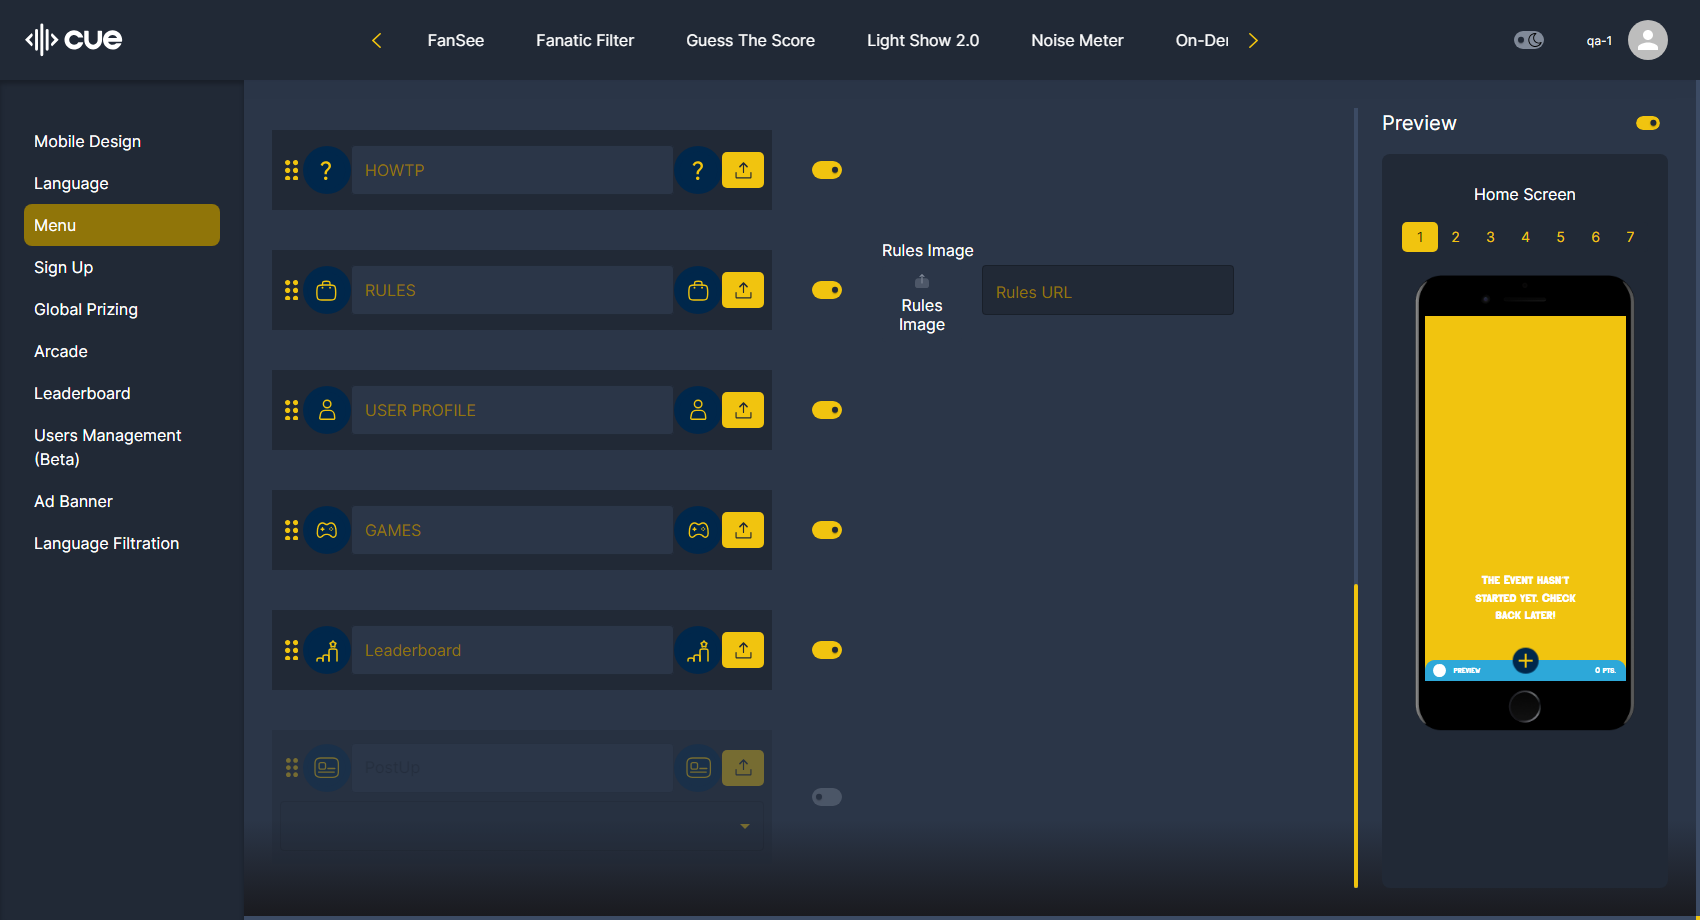 cue
FanSee
Fanatic Filter
Guess The Score
Light Show 2.0
Noise Meter
On-De
qa-1
Mobile Design
Language
Menu
Sign Up
Global Prizing
Arcade
Leaderboard
Users Management
(Beta)
Ad Banner
Language Filtration
?
HOWTP
?
RULES
Rules Image
Rules
Image
Rules URL
USER PROFILE
GAMES
Leaderboard
PostUp
Preview
Home Screen
1 2 3 4 5 6 7
The Event hasn't
started yet. Check
back later!
PREVIEW
0 PTS.